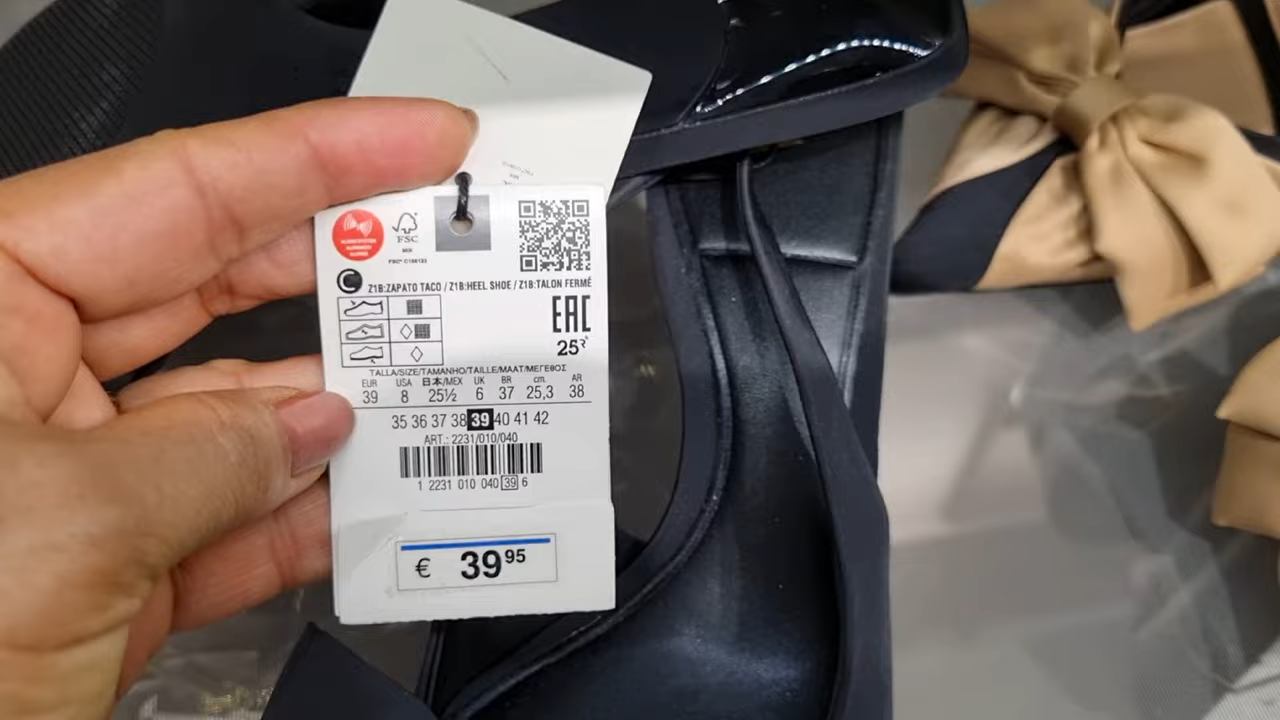 FSC
MIX
Z1B:ZAPATO TACO / Z1B:HEEL SHOE / Z1B:TALON FERMÉ
EAC
25
TALLA/SIZE/TAMANHO/TAILLE/MAAT/ΜΕΓΕΘΟΣ
EUR USA 日本/MEX UK BR cm. AR
39 8 25½ 6 37 25,3 38
35 36 37 38 39 40 41 42
ART.: 2231/010/040
1 2231 010 040 39 6
€ 39 95